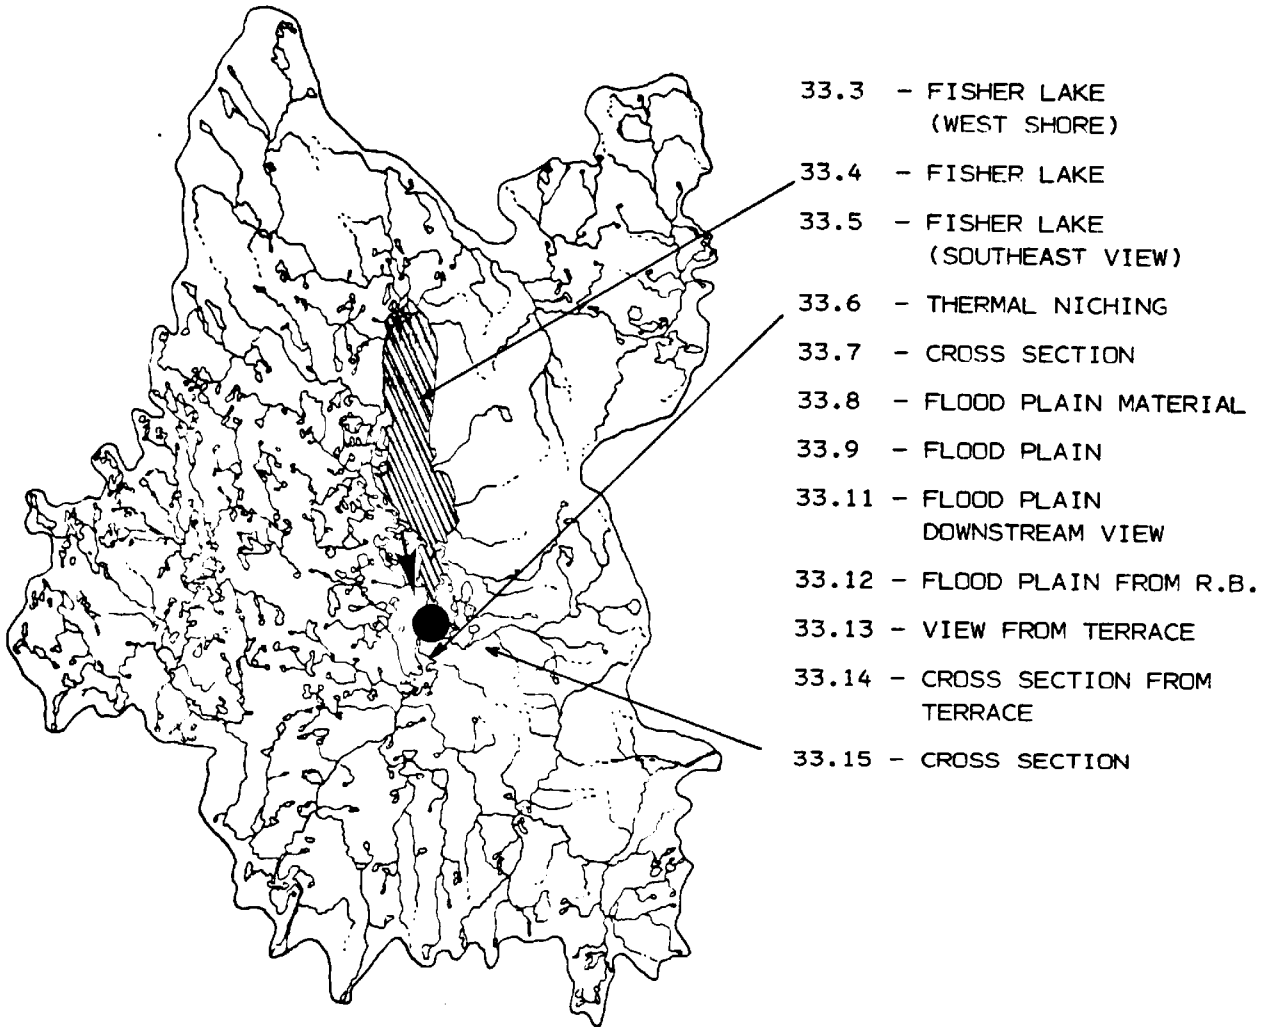 33.3 - FISHER LAKE
(WEST SHORE)
33.4 - FISHER LAKE
33.5 - FISHER LAKE
(SOUTHEAST VIEW)
33.6 - THERMAL NICHING
33.7 - CROSS SECTION
33.8 - FLOOD PLAIN MATERIAL
33.9 - FLOOD PLAIN
33.11 - FLOOD PLAIN
DOWNSTREAM VIEW
33.12 - FLOOD PLAIN FROM R.B.
33.13 - VIEW FROM TERRACE
33.14 - CROSS SECTION FROM
TERRACE
33.15 - CROSS SECTION